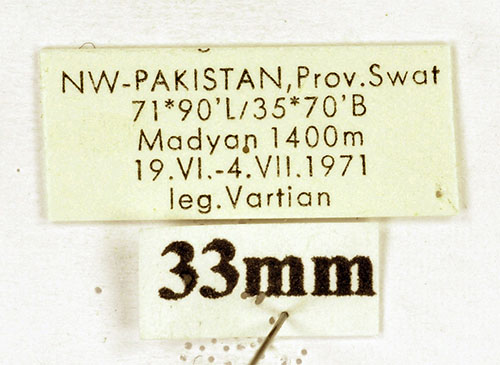 NW-PAKISTAN, Prov. Swat
71*90'L/35*70'B
Madyan 1400m
19.VI.-4.VII.1971
leg. Vartian
33mm